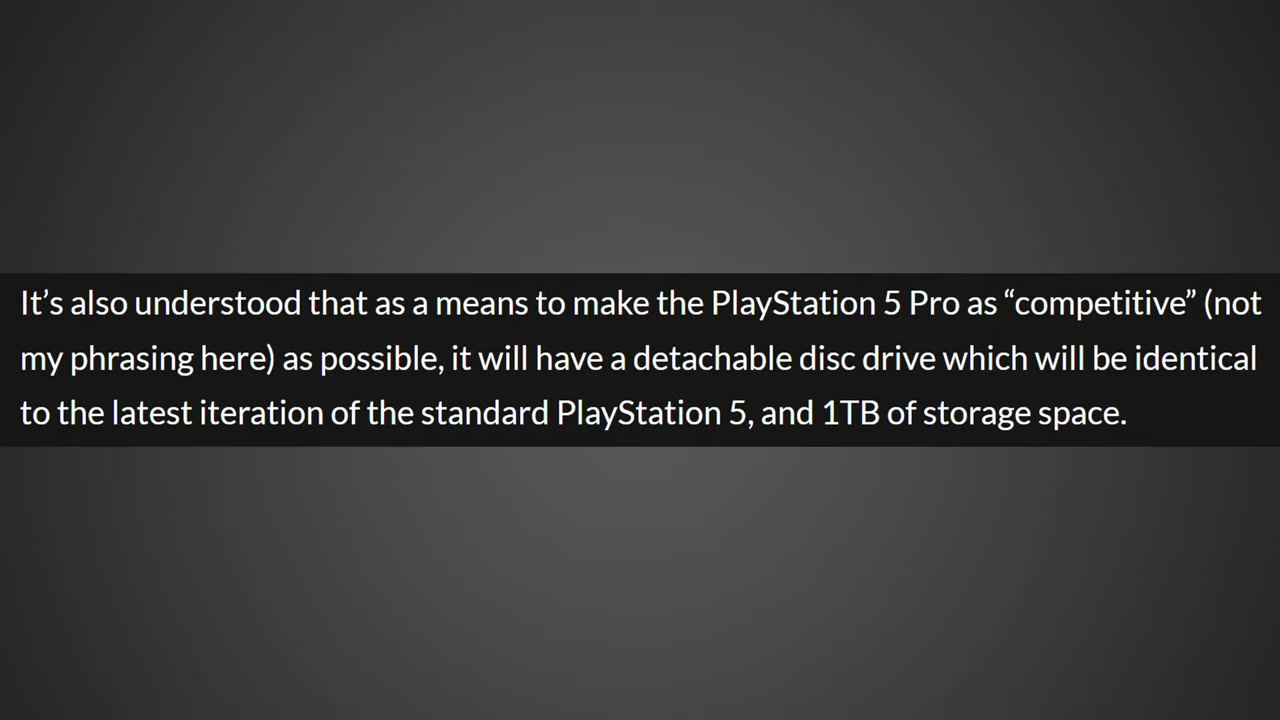 It’s also understood that as a means to make the PlayStation 5 Pro as “competitive” (not
my phrasing here) as possible, it will have a detachable disc drive which will be identical
to the latest iteration of the standard PlayStation 5, and 1TB of storage space.